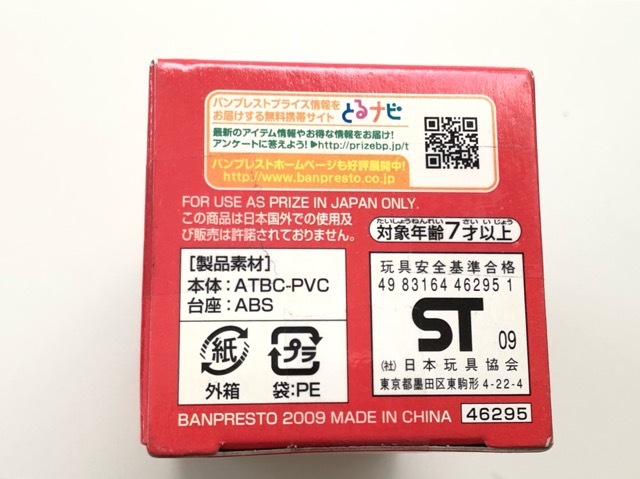 バンプレストプライズ情報を
お届けする無料携帯サイト とるナビ
最新のアイテム情報やお得な情報をお届け!
アンケートに答えよう!▶http://prizebp.jp/t
バンプレストホームページも好評展開中!
http://www.banpresto.co.jp
FOR USE AS PRIZE IN JAPAN ONLY.
この商品は日本国外での使用及
び販売は許諾されておりません。
たいしょうねんれい さい いじょう
対象年齢7才以上
[製品素材]
本体:ATBC-PVC
台座:ABS
紙
外箱
プラ
袋:PE
玩具安全基準合格
49 83164 46295 1
ST 09
(社)日本玩具協会
東京都墨田区東駒形 4-22-4
BANPRESTO 2009 MADE IN CHINA
46295